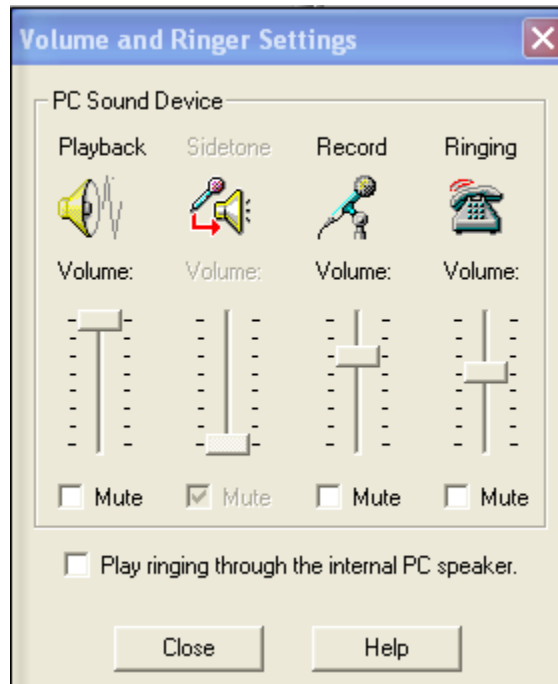 Volume and Ringer Settings
PC Sound Device
Playback Sidetone Record Ringing
Volume: Volume: Volume: Volume:
Mute Mute Mute Mute
Play ringing through the internal PC speaker.
Close Help